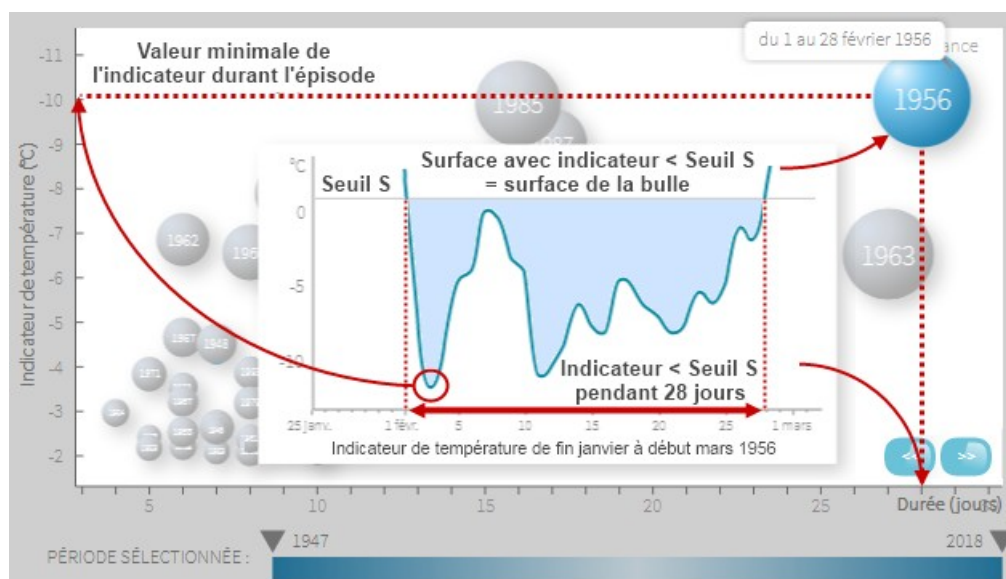 du 1 au 28 février 1956
-11
Valeur minimale de
l'indicateur durant l'épisode
-10
1985
1956
-9
-8
-7
-6
-5
-4
-3
-2
Indicateur de température (°C)
°C
Seuil S
Surface avec indicateur < Seuil S
= surface de la bulle
0
-5
-10
1962
1963
1967
1948
1971
Indicateur < Seuil S
pendant 28 jours
25 janv.
1 févr.
5
10
15
20
25
1 mars
Indicateur de température de fin janvier à début mars 1956
<<
>>
5
10
15
20
25
Durée (jours)
PÉRIODE SÉLECTIONNÉE :
1947
2018